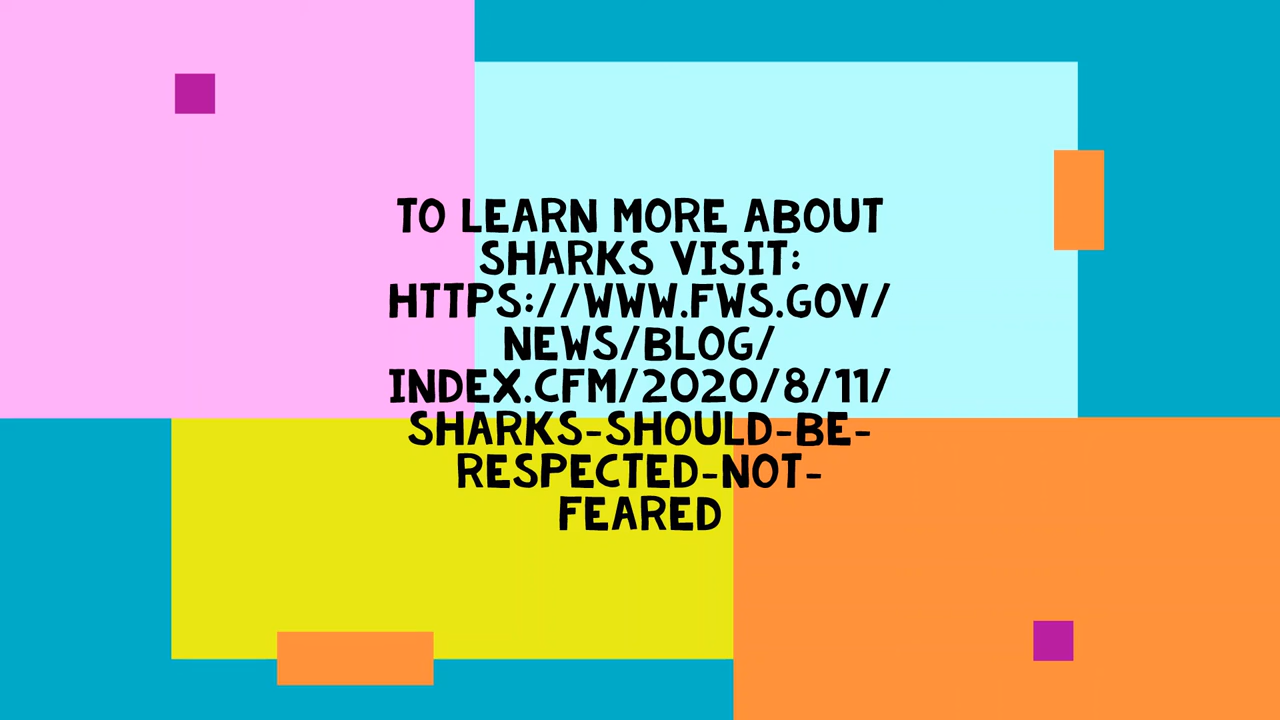 TO LEARN MORE ABOUT
SHARKS VISIT:
HTTPS://WWW.FWS.GOV/
NEWS/BLOG/
INDEX.CFM/2020/8/11/
SHARKS-SHOULD-BE-
RESPECTED-NOT-
FEARED